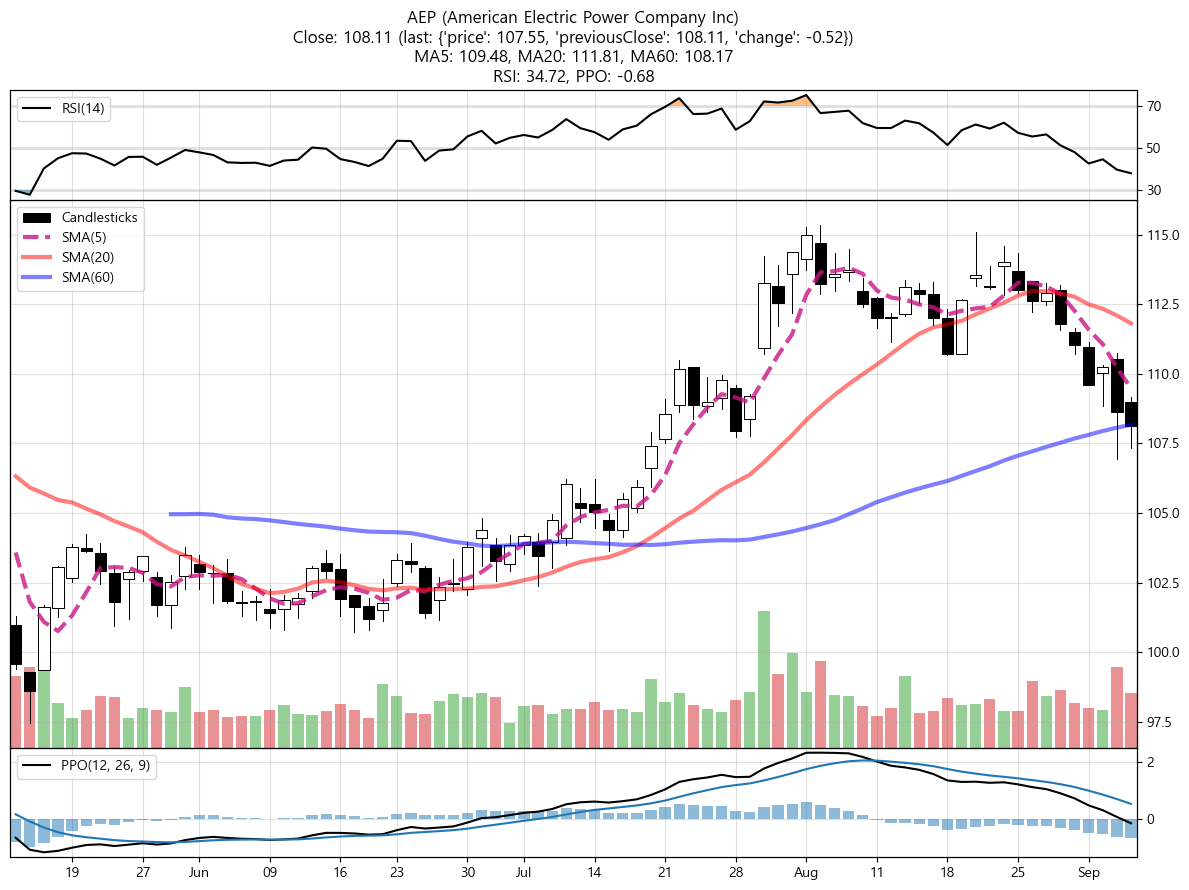 AEP (American Electric Power Company Inc)
Close: 108.11 (last: {'price': 107.55, 'previousClose': 108.11, 'change': -0.52})
MA5: 109.48, MA20: 111.81, MA60: 108.17
RSI: 34.72, PPO: -0.68
RSI(14)
70
50
30
Candlesticks
SMA(5)
SMA(20)
SMA(60)
115.0
112.5
110.0
107.5
105.0
102.5
100.0
97.5
PPO(12, 26, 9)
2
0
19 27 Jun 09 16 23 30 Jul 14 21 28 Aug 11 18 25 Sep